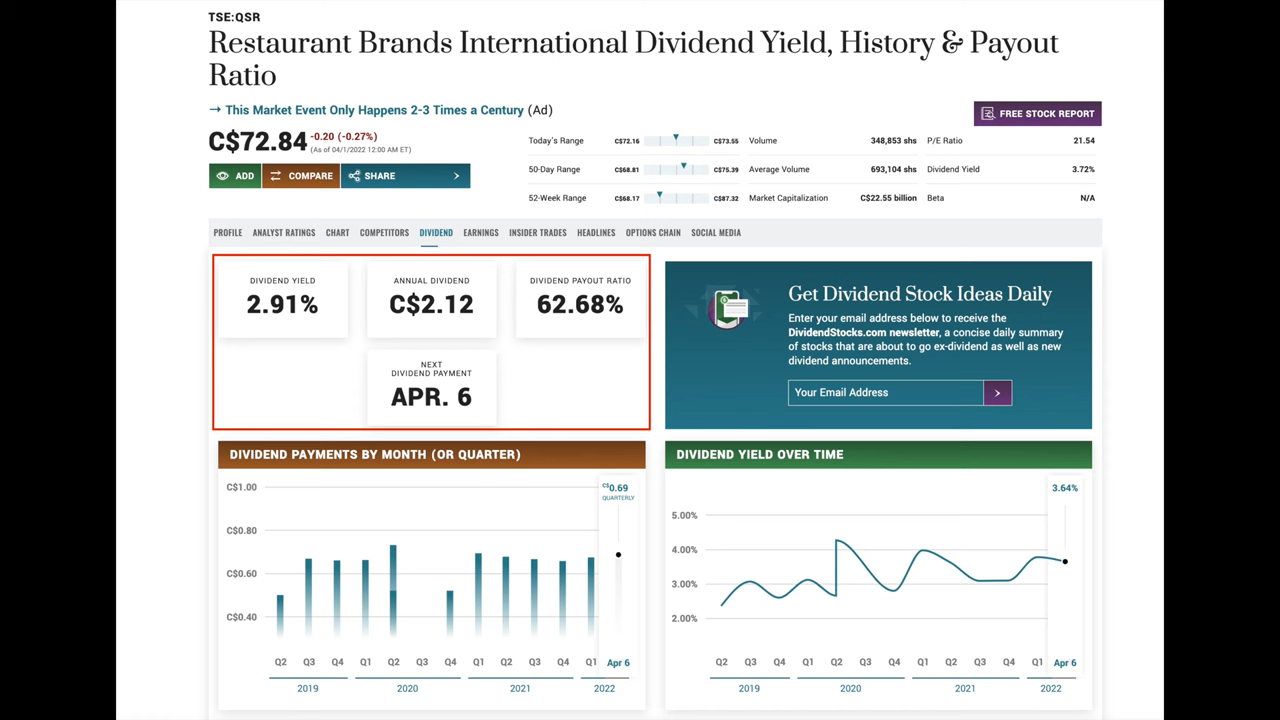 TSE:QSR
Restaurant Brands International Dividend Yield, History & Payout
Ratio
→ This Market Event Only Happens 2-3 Times a Century (Ad)
FREE STOCK REPORT
C$72.84 -0.20 (-0.27%)
(As of 04/1/2022 12:00 AM ET)
ADD
COMPARE
SHARE
Today's Range C$72.16 C$73.55
Volume 348,853 shs
P/E Ratio 21.54
50-Day Range C$68.81 C$75.39
Average Volume 693,104 shs
Dividend Yield 3.72%
52-Week Range C$68.17 C$87.32
Market Capitalization C$22.55 billion
Beta N/A
PROFILE ANALYST RATINGS CHART COMPETITORS DIVIDEND EARNINGS INSIDER TRADES HEADLINES OPTIONS CHAIN SOCIAL MEDIA
DIVIDEND YIELD
2.91%
ANNUAL DIVIDEND
C$2.12
DIVIDEND PAYOUT RATIO
62.68%
NEXT
DIVIDEND PAYMENT
APR. 6
Get Dividend Stock Ideas Daily
Enter your email address below to receive the
DividendStocks.com newsletter, a concise daily summary
of stocks that are about to go ex-dividend as well as new
dividend announcements.
Your Email Address
DIVIDEND PAYMENTS BY MONTH (OR QUARTER)
C$1.00
C$0.80
C$0.60
C$0.40
C$0.69
QUARTERLY
Q2 Q3 Q4 Q1 Q2 Q3 Q4 Q1 Q2 Q3 Q4 Q1 Apr 6
2019 2020 2021 2022
DIVIDEND YIELD OVER TIME
3.64%
5.00%
4.00%
3.00%
2.00%
Q2 Q3 Q4 Q1 Q2 Q3 Q4 Q1 Q2 Q3 Q4 Q1 Apr 6
2019 2020 2021 2022